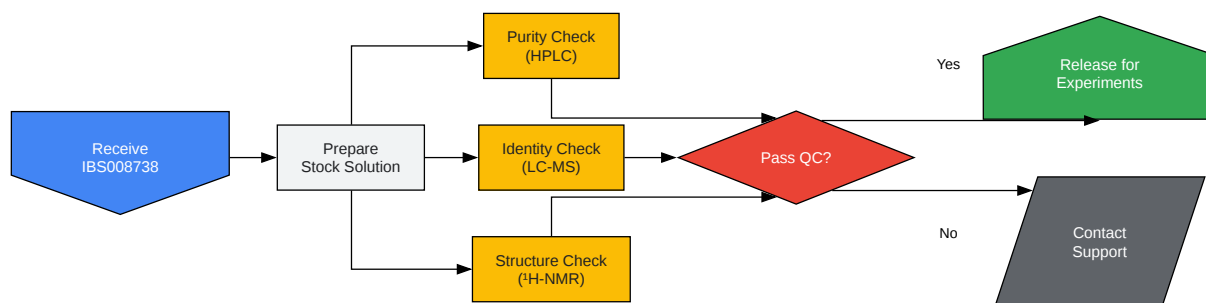 Receive
IBS008738
Prepare
Stock Solution
Purity Check
(HPLC)
Identity Check
(LC-MS)
Structure Check
(¹H-NMR)
Pass QC?
Yes
Release for
Experiments
No
Contact
Support